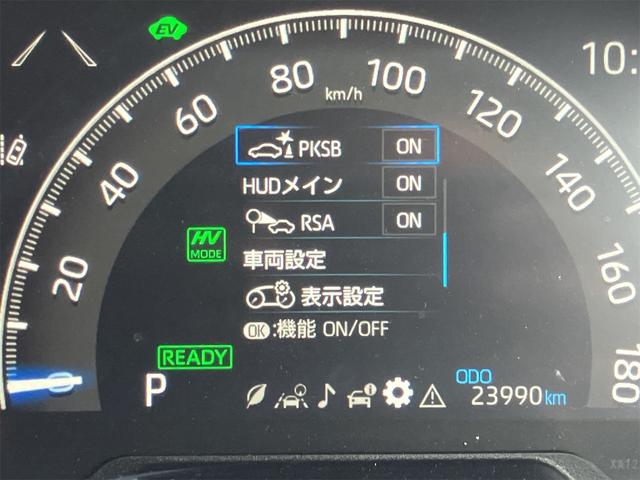 EV
10:
20
40
60
80
100
120
140
160
180
km/h
PKSB ON
HUDメイン ON
RSA ON
車両設定
表示設定
OK:機能 ON/OFF
HV
MODE
READY
P
ODO
23990km